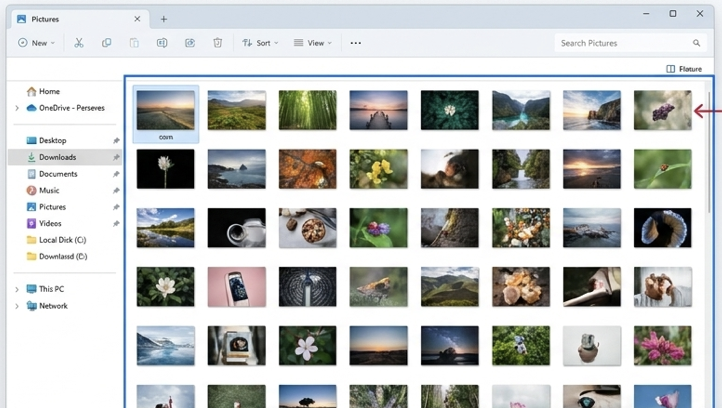 Pictures
New
Sort
View
Search Pictures
Flature
Home
OneDrive - Perseves
Desktop
Downloads
Documents
Music
Pictures
Videos
Local Dick (C:)
Downlassd (D:)
This PC
Network
com